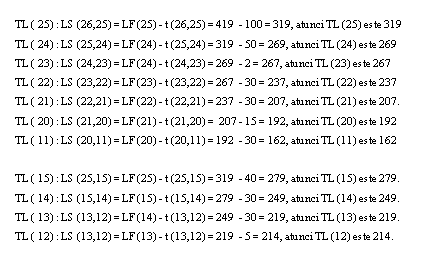 TL ( 25) : LS (26,25) = LF (25) - t (26,25) = 419 - 100 = 319, atunci TL (25) este 319
TL ( 24) : LS (25,24) = LF (24) - t (25,24) = 319 - 50 = 269, atunci TL (24) este 269
TL ( 23) : LS (24,23) = LF (24) - t (24,23) = 269 - 2 = 267, atunci TL (23) este 267
TL ( 22) : LS (23,22) = LF (23) - t (23,22) = 267 - 30 = 237, atunci TL (22) este 237
TL ( 21) : LS (22,21) = LF (22) - t (22,21) = 237 - 30 = 207, atunci TL (21) este 207.
TL ( 20) : LS (21,20) = LF (21) - t (21,20) = 207 - 15 = 192, atunci TL (20) este 192
TL ( 11) : LS (20,11) = LF (20) - t (20,11) = 192 - 30 = 162, atunci TL (11) este 162
TL ( 15) : LS (25,15) = LF (25) - t (25,15) = 319 - 40 = 279, atunci TL (15) este 279.
TL ( 14) : LS (15,14) = LF (15) - t (15,14) = 279 - 30 = 249, atunci TL (14) este 249.
TL ( 13) : LS (13,12) = LF (14) - t (13,12) = 249 - 30 = 219, atunci TL (13) este 219.
TL ( 12) : LS (13,12) = LF (13) - t (13,12) = 219 - 5 = 214, atunci TL (12) este 214.